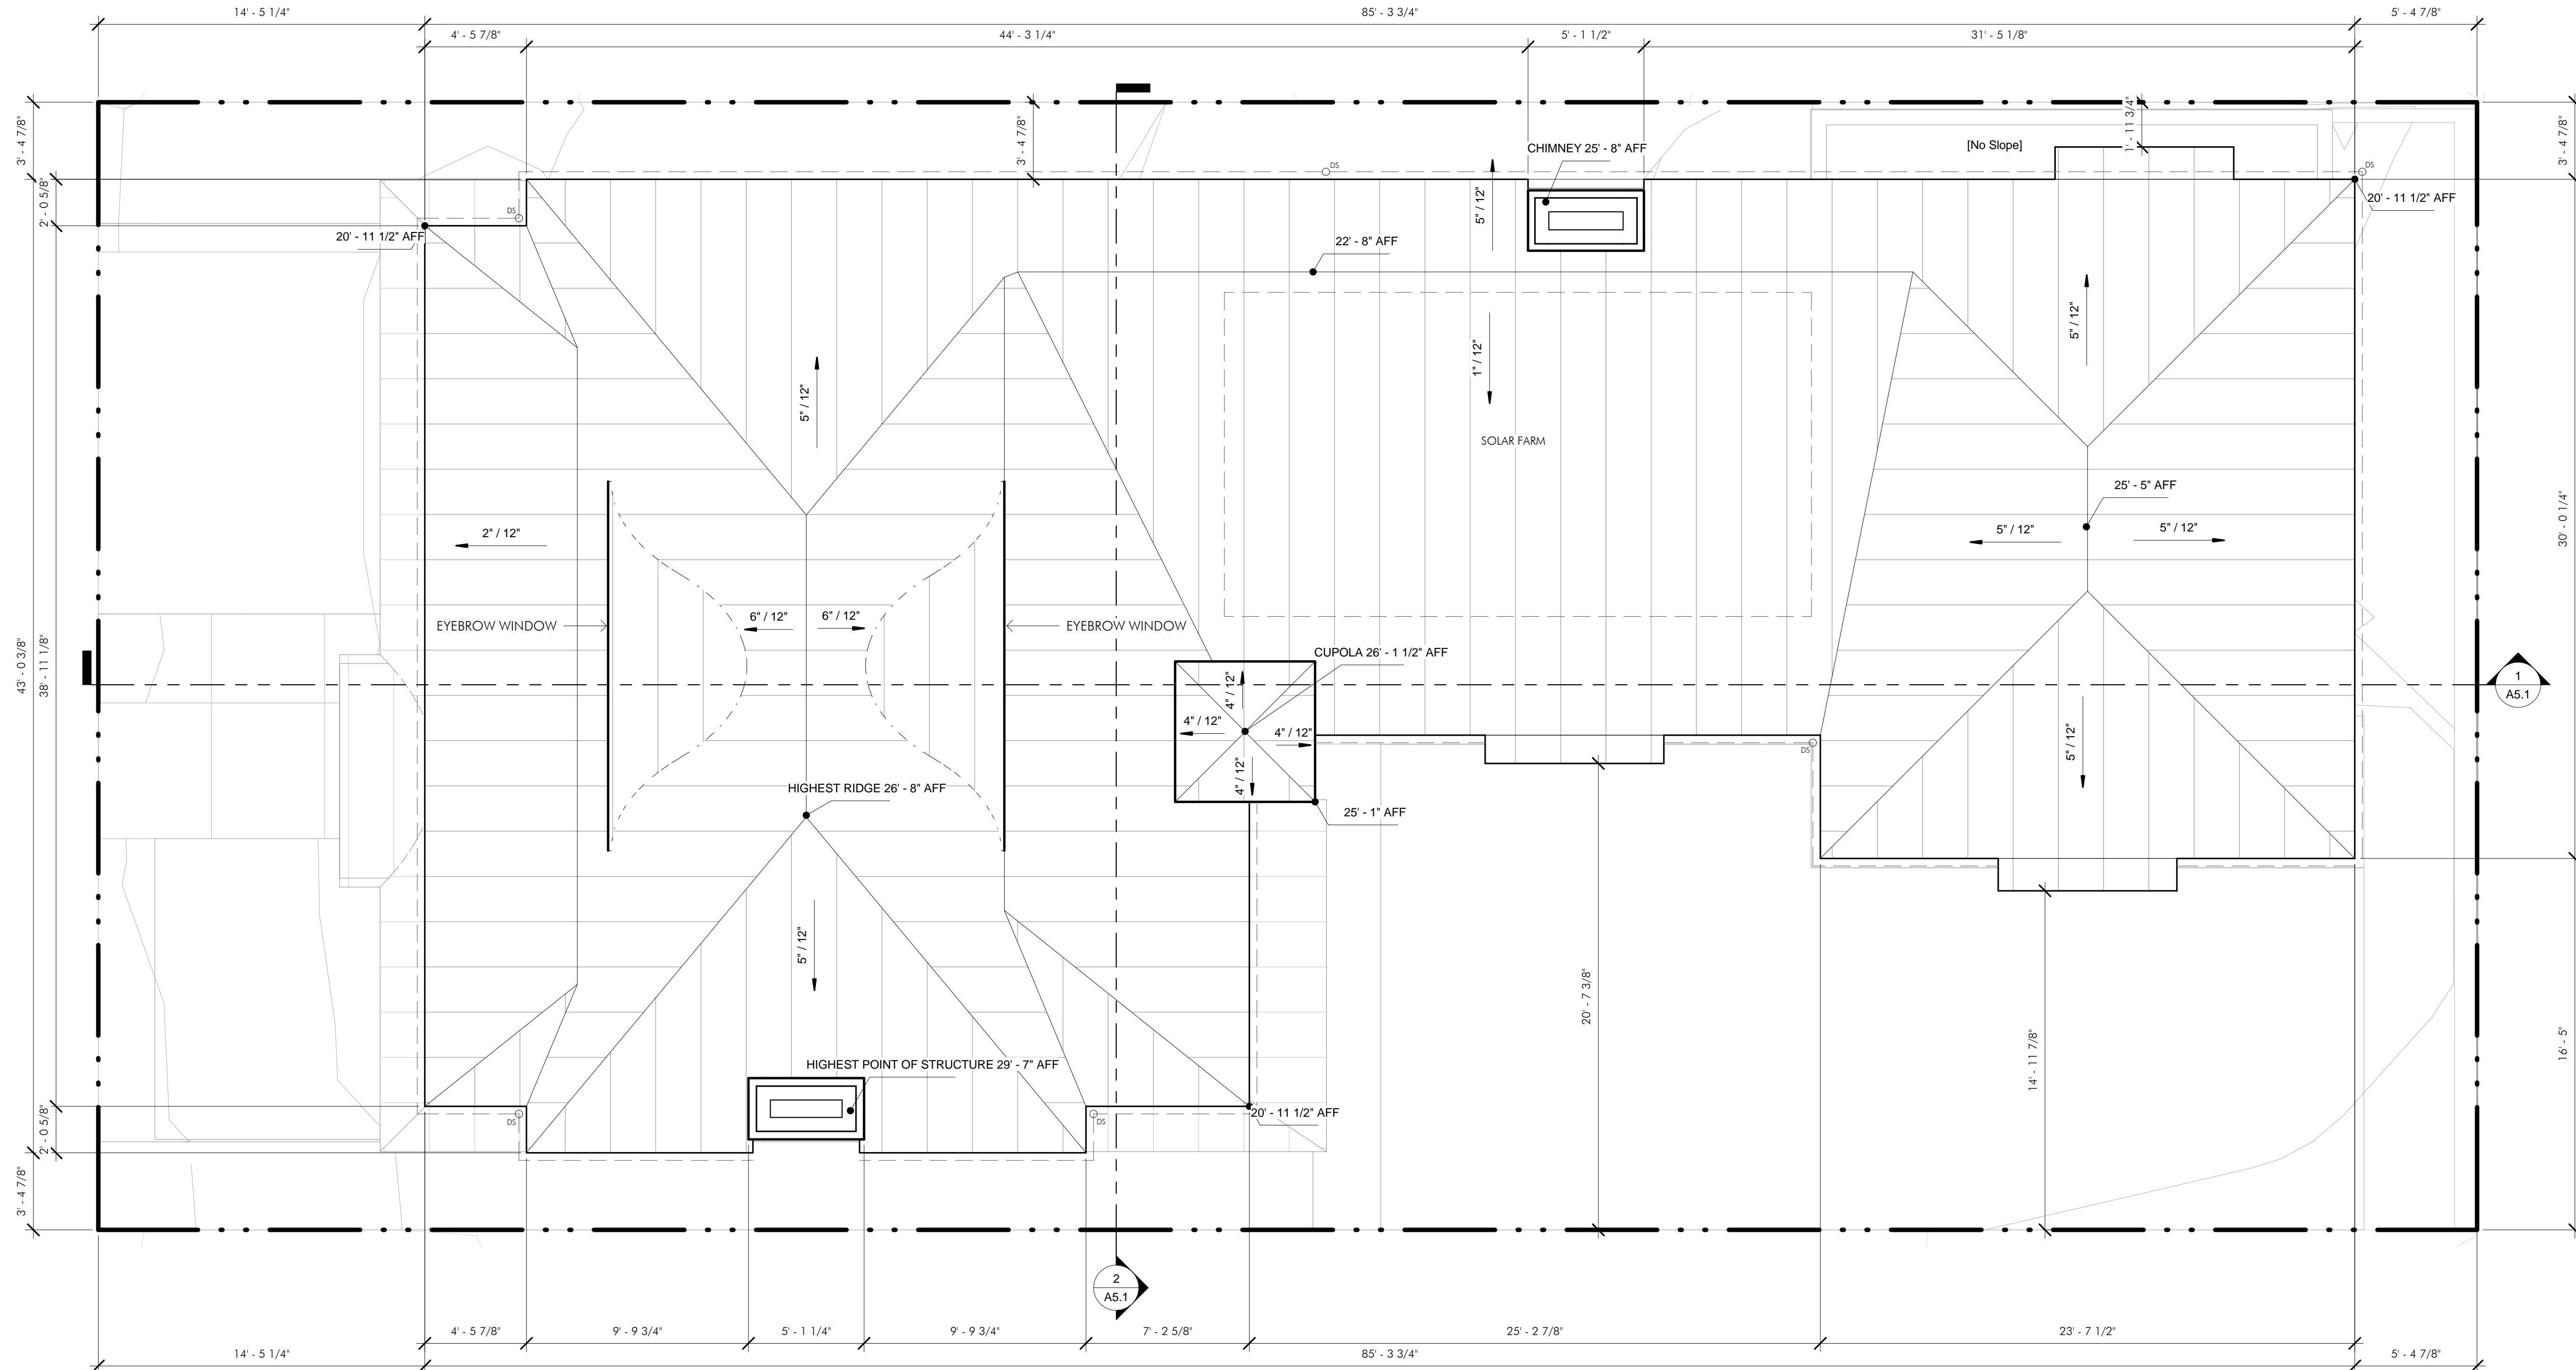 14' - 5 1/4"
85' - 3 3/4"
5' - 4 7/8"
4' - 5 7/8"
44' - 3 1/4"
5' - 1 1/2"
31' - 5 1/8"
3' - 4 7/8"
3' - 4 7/8"
1' - 11 3/4"
3' - 4 7/8"
CHIMNEY 25' - 8" AFF
[No Slope]
DS
DS
2' - 0 5/8"
DS
5" / 12"
20' - 11 1/2" AFF
20' - 11 1/2" AFF
22' - 8" AFF
5" / 12"
1" / 12"
5" / 12"
SOLAR FARM
25' - 5" AFF
2" / 12"
5" / 12"
5" / 12"
30' - 0 1/4"
6" / 12"
6" / 12"
EYEBROW WINDOW
EYEBROW WINDOW
43' - 0 3/8"
38' - 11 1/8"
CUPOLA 26' - 1 1/2" AFF
4" / 12"
4" / 12"
4" / 12"
4" / 12"
1
A5.1
DS
5" / 12"
HIGHEST RIDGE 26' - 8" AFF
25' - 1" AFF
5" / 12"
20' - 7 3/8"
14' - 11 7/8"
16' - 5"
HIGHEST POINT OF STRUCTURE 29' - 7" AFF
20' - 11 1/2" AFF
DS
DS
2' - 0 5/8"
3' - 4 7/8"
2
A5.1
4' - 5 7/8"
9' - 9 3/4"
5' - 1 1/4"
9' - 9 3/4"
7' - 2 5/8"
25' - 2 7/8"
23' - 7 1/2"
14' - 5 1/4"
85' - 3 3/4"
5' - 4 7/8"